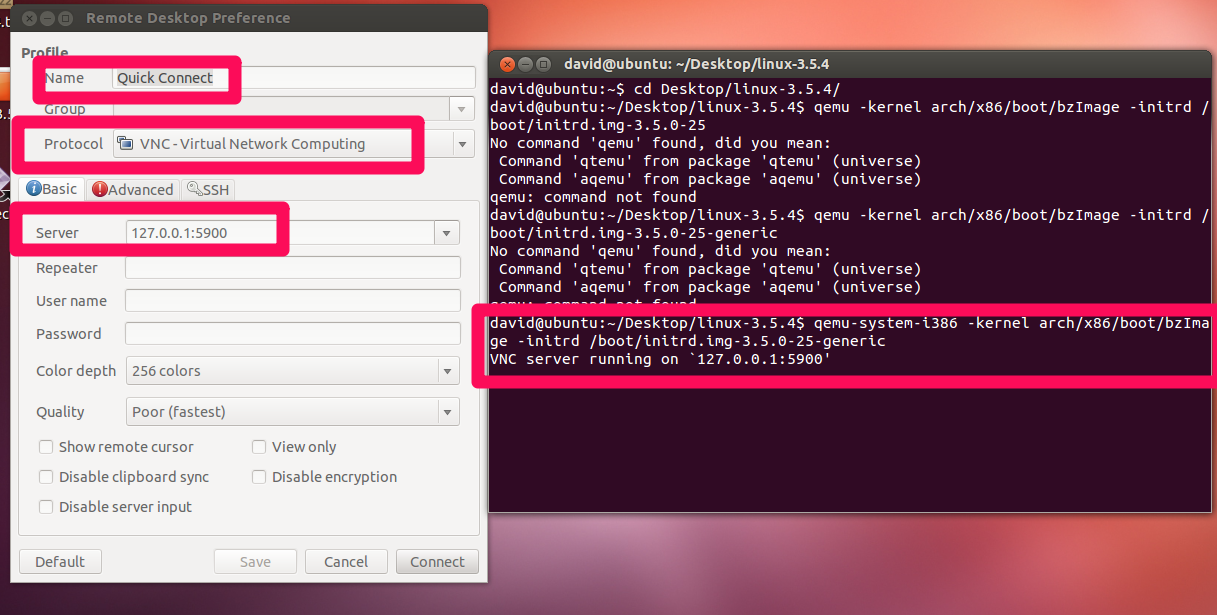 Remote Desktop Preference
Profile
Name Quick Connect
Group
Protocol VNC - Virtual Network Computing
Basic Advanced SSH
Server 127.0.0.1:5900
Repeater
User name
Password
Color depth 256 colors
Quality Poor (fastest)
Show remote cursor View only
Disable clipboard sync Disable encryption
Disable server input
Default Save Cancel Connect
david@ubuntu: ~/Desktop/linux-3.5.4
david@ubuntu:~$ cd Desktop/linux-3.5.4/
david@ubuntu:~/Desktop/linux-3.5.4$ qemu -kernel arch/x86/boot/bzImage -initrd /
boot/initrd.img-3.5.0-25
No command 'qemu' found, did you mean:
 Command 'qtemu' from package 'qtemu' (universe)
 Command 'aqemu' from package 'aqemu' (universe)
qemu: command not found
david@ubuntu:~/Desktop/linux-3.5.4$ qemu -kernel arch/x86/boot/bzImage -initrd /
boot/initrd.img-3.5.0-25-generic
No command 'qemu' found, did you mean:
 Command 'qtemu' from package 'qtemu' (universe)
 Command 'aqemu' from package 'aqemu' (universe)
qemu: command not found
david@ubuntu:~/Desktop/linux-3.5.4$ qemu-system-i386 -kernel arch/x86/boot/bzIma
ge -initrd /boot/initrd.img-3.5.0-25-generic
VNC server running on `127.0.0.1:5900'